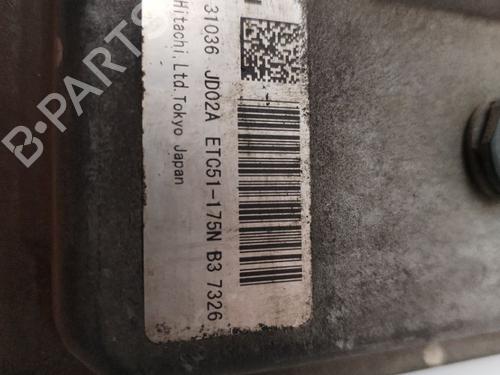 31036 JD02A ETC51-175N B3 7326
Hitachi,Ltd.Tokyo Japan
B-PARTS